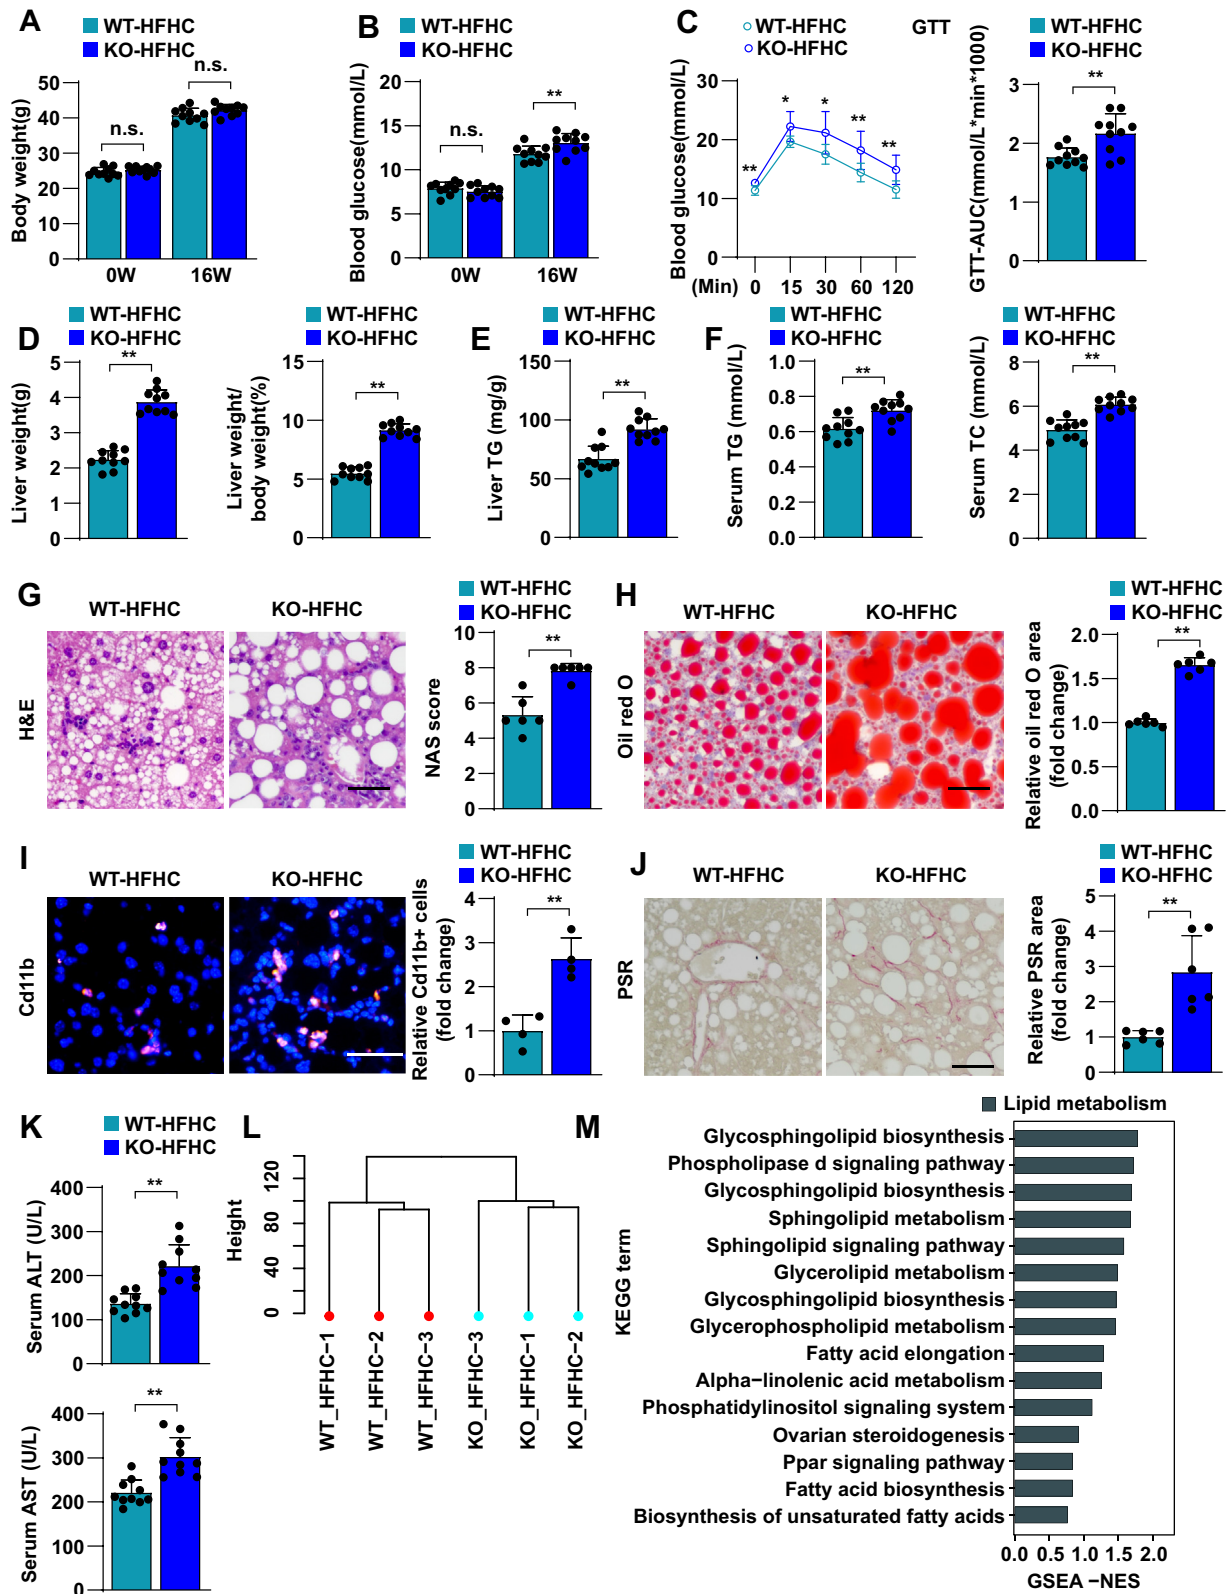 A
WT-HFHC
KO-HFHC
Body weight(g)
50
40
30
20
10
0
n.s.
n.s.
0W
16W
B
WT-HFHC
KO-HFHC
Blood glucose(mmol/L)
20
15
10
5
0
n.s.
**
0W
16W
C
WT-HFHC
KO-HFHC
GTT
Blood glucose(mmol/L)
30
20
10
0
**
*
*
**
**
(Min)
0
15
30
60
120
WT-HFHC
KO-HFHC
GTT-AUC(mmol/L*min*1000)
3
2
1
0
**
D
WT-HFHC
KO-HFHC
Liver weight(g)
5
4
3
2
1
0
**
WT-HFHC
KO-HFHC
Liver weight/
body weight(%)
15
10
5
0
**
E
WT-HFHC
KO-HFHC
Liver TG (mg/g)
150
100
50
0
**
F
WT-HFHC
KO-HFHC
Serum TG (mmol/L)
1.0
0.8
0.6
0.4
0.2
0.0
**
WT-HFHC
KO-HFHC
Serum TC (mmol/L)
8
6
4
2
0
**
G
WT-HFHC
KO-HFHC
H&E
WT-HFHC
KO-HFHC
NAS score
10
8
6
4
2
0
**
H
WT-HFHC
KO-HFHC
Oil red O
WT-HFHC
KO-HFHC
Relative oil red O area
(fold change)
2.0
1.5
1.0
0.5
0.0
**
I
WT-HFHC
KO-HFHC
Cd11b
WT-HFHC
KO-HFHC
Relative Cd11b+ cells
(fold change)
4
3
2
1
0
**
J
WT-HFHC
KO-HFHC
PSR
WT-HFHC
KO-HFHC
Relative PSR area
(fold change)
5
4
3
2
1
0
**
K
WT-HFHC
KO-HFHC
Serum ALT (U/L)
400
300
200
100
0
**
Serum AST (U/L)
400
300
200
100
0
**
L
Height
120
80
40
0
WT_HFHC−1
WT_HFHC−2
WT_HFHC−3
KO_HFHC−3
KO_HFHC−1
KO_HFHC−2
M
Lipid metabolism
KEGG term
Glycosphingolipid biosynthesis
Phospholipase d signaling pathway
Glycosphingolipid biosynthesis
Sphingolipid metabolism
Sphingolipid signaling pathway
Glycerolipid metabolism
Glycosphingolipid biosynthesis
Glycerophospholipid metabolism
Fatty acid elongation
Alpha−linolenic acid metabolism
Phosphatidylinositol signaling system
Ovarian steroidogenesis
Ppar signaling pathway
Fatty acid biosynthesis
Biosynthesis of unsaturated fatty acids
0.0 0.5 1.0 1.5 2.0
GSEA −NES